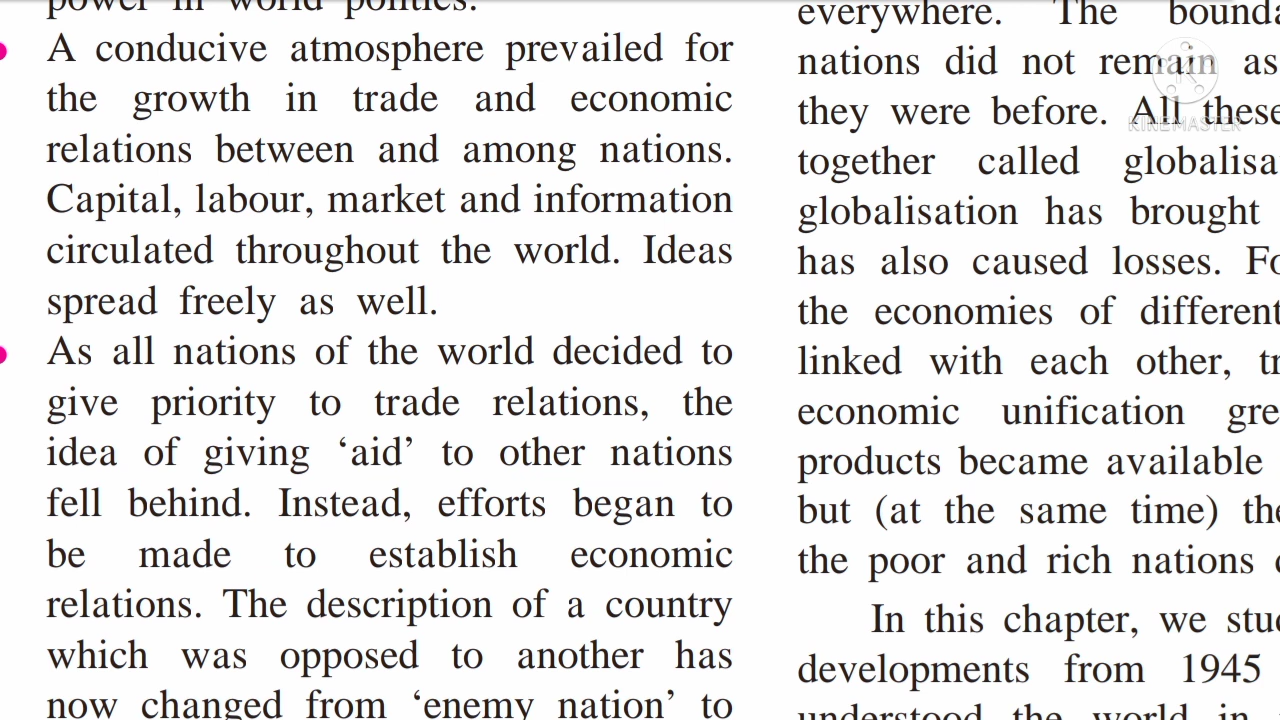 power in world politics.
A conducive atmosphere prevailed for
the growth in trade and economic
relations between and among nations.
Capital, labour, market and information
circulated throughout the world. Ideas
spread freely as well.
As all nations of the world decided to
give priority to trade relations, the
idea of giving ‘aid’ to other nations
fell behind. Instead, efforts began to
be made to establish economic
relations. The description of a country
which was opposed to another has
now changed from ‘enemy nation’ to
everywhere. The
nations did not remain as
they were before. All these
together called
globalisation has brought
has also caused losses.
the economies of different
linked with each other,
economic unification
products became available
but (at the same time)
the poor and rich nations
In this chapter, we
developments from 1945
understood the world in
KINEMASTER